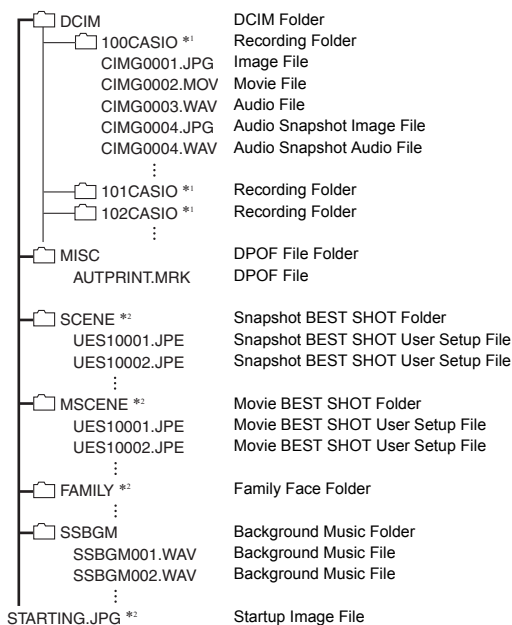 DCIM DCIM Folder
100CASIO *1 Recording Folder
CIMG0001.JPG Image File
CIMG0002.MOV Movie File
CIMG0003.WAV Audio File
CIMG0004.JPG Audio Snapshot Image File
CIMG0004.WAV Audio Snapshot Audio File
101CASIO *1 Recording Folder
102CASIO *1 Recording Folder
MISC DPOF File Folder
AUTPRINT.MRK DPOF File
SCENE *2 Snapshot BEST SHOT Folder
UES10001.JPE Snapshot BEST SHOT User Setup File
UES10002.JPE Snapshot BEST SHOT User Setup File
MSCENE *2 Movie BEST SHOT Folder
UES10001.JPE Movie BEST SHOT User Setup File
UES10002.JPE Movie BEST SHOT User Setup File
FAMILY *2 Family Face Folder
SSBGM Background Music Folder
SSBGM001.WAV Background Music File
SSBGM002.WAV Background Music File
STARTING.JPG *2 Startup Image File